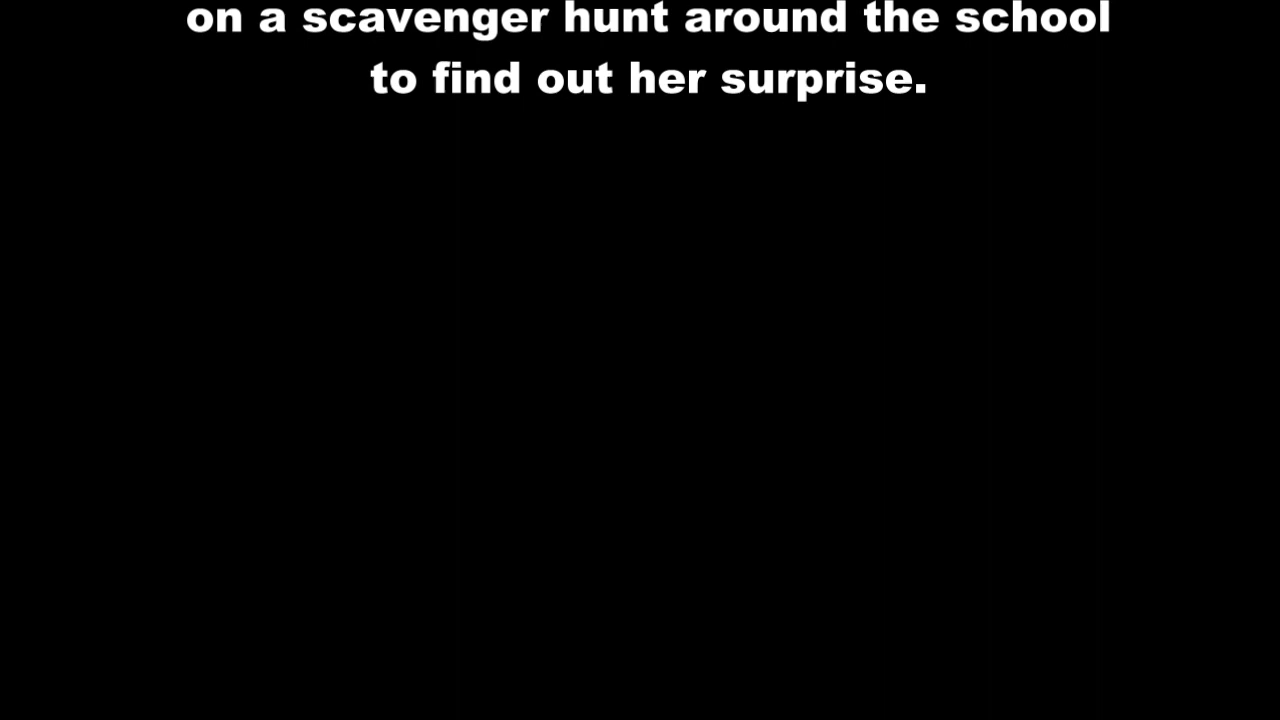 on a scavenger hunt around the school
to find out her surprise.